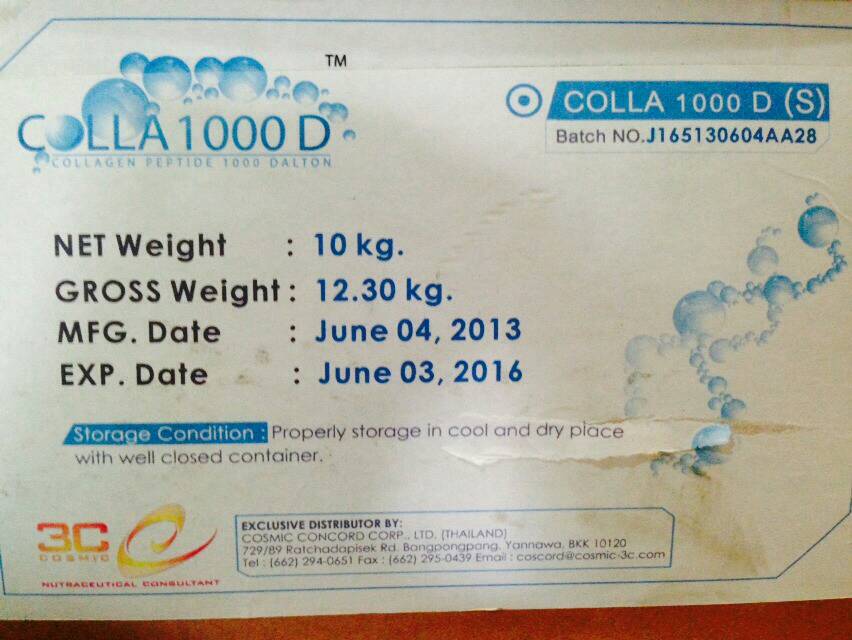 COLLA 1000 D ™
COLLAGEN PEPTIDE 1000 DALTON
COLLA 1000 D (S)
Batch NO.J165130604AA28
NET Weight : 10 kg.
GROSS Weight : 12.30 kg.
MFG. Date : June 04, 2013
EXP. Date : June 03, 2016
Storage Condition : Properly storage in cool and dry place
with well closed container.
3C
COSMIC
NUTRACEUTICAL CONSULTANT
EXCLUSIVE DISTRIBUTOR BY:
COSMIC CONCORD CORP., LTD. (THAILAND)
729/89 Ratchadapisek Rd. Bangpongpang, Yannawa, BKK 10120
Tel : (662) 294-0651 Fax : (662) 295-0439 Email : coscord@cosmic-3c.com